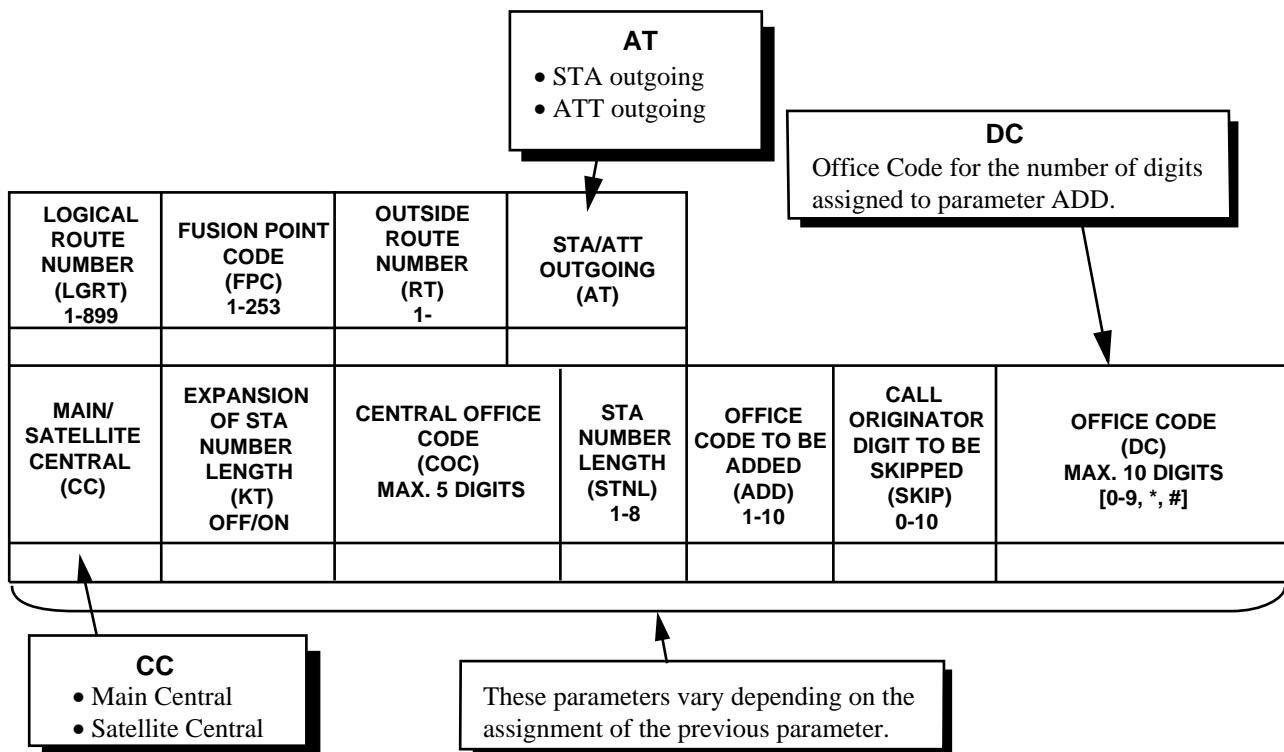 AT
• STA outgoing
• ATT outgoing
DC
Office Code for the number of digits
assigned to parameter ADD.
LOGICAL
ROUTE
NUMBER
(LGRT)
1-899
FUSION POINT
CODE
(FPC)
1-253
OUTSIDE
ROUTE
NUMBER
(RT)
1-
STA/ATT
OUTGOING
(AT)
MAIN/
SATELLITE
CENTRAL
(CC)
EXPANSION
OF STA
NUMBER
LENGTH
(KT)
OFF/ON
CENTRAL OFFICE
CODE
(COC)
MAX. 5 DIGITS
STA
NUMBER
LENGTH
(STNL)
1-8
OFFICE
CODE TO BE
ADDED
(ADD)
1-10
CALL
ORIGINATOR
DIGIT TO BE
SKIPPED
(SKIP)
0-10
OFFICE CODE
(DC)
MAX. 10 DIGITS
[0-9, *, #]
CC
• Main Central
• Satellite Central
These parameters vary depending on the
assignment of the previous parameter.